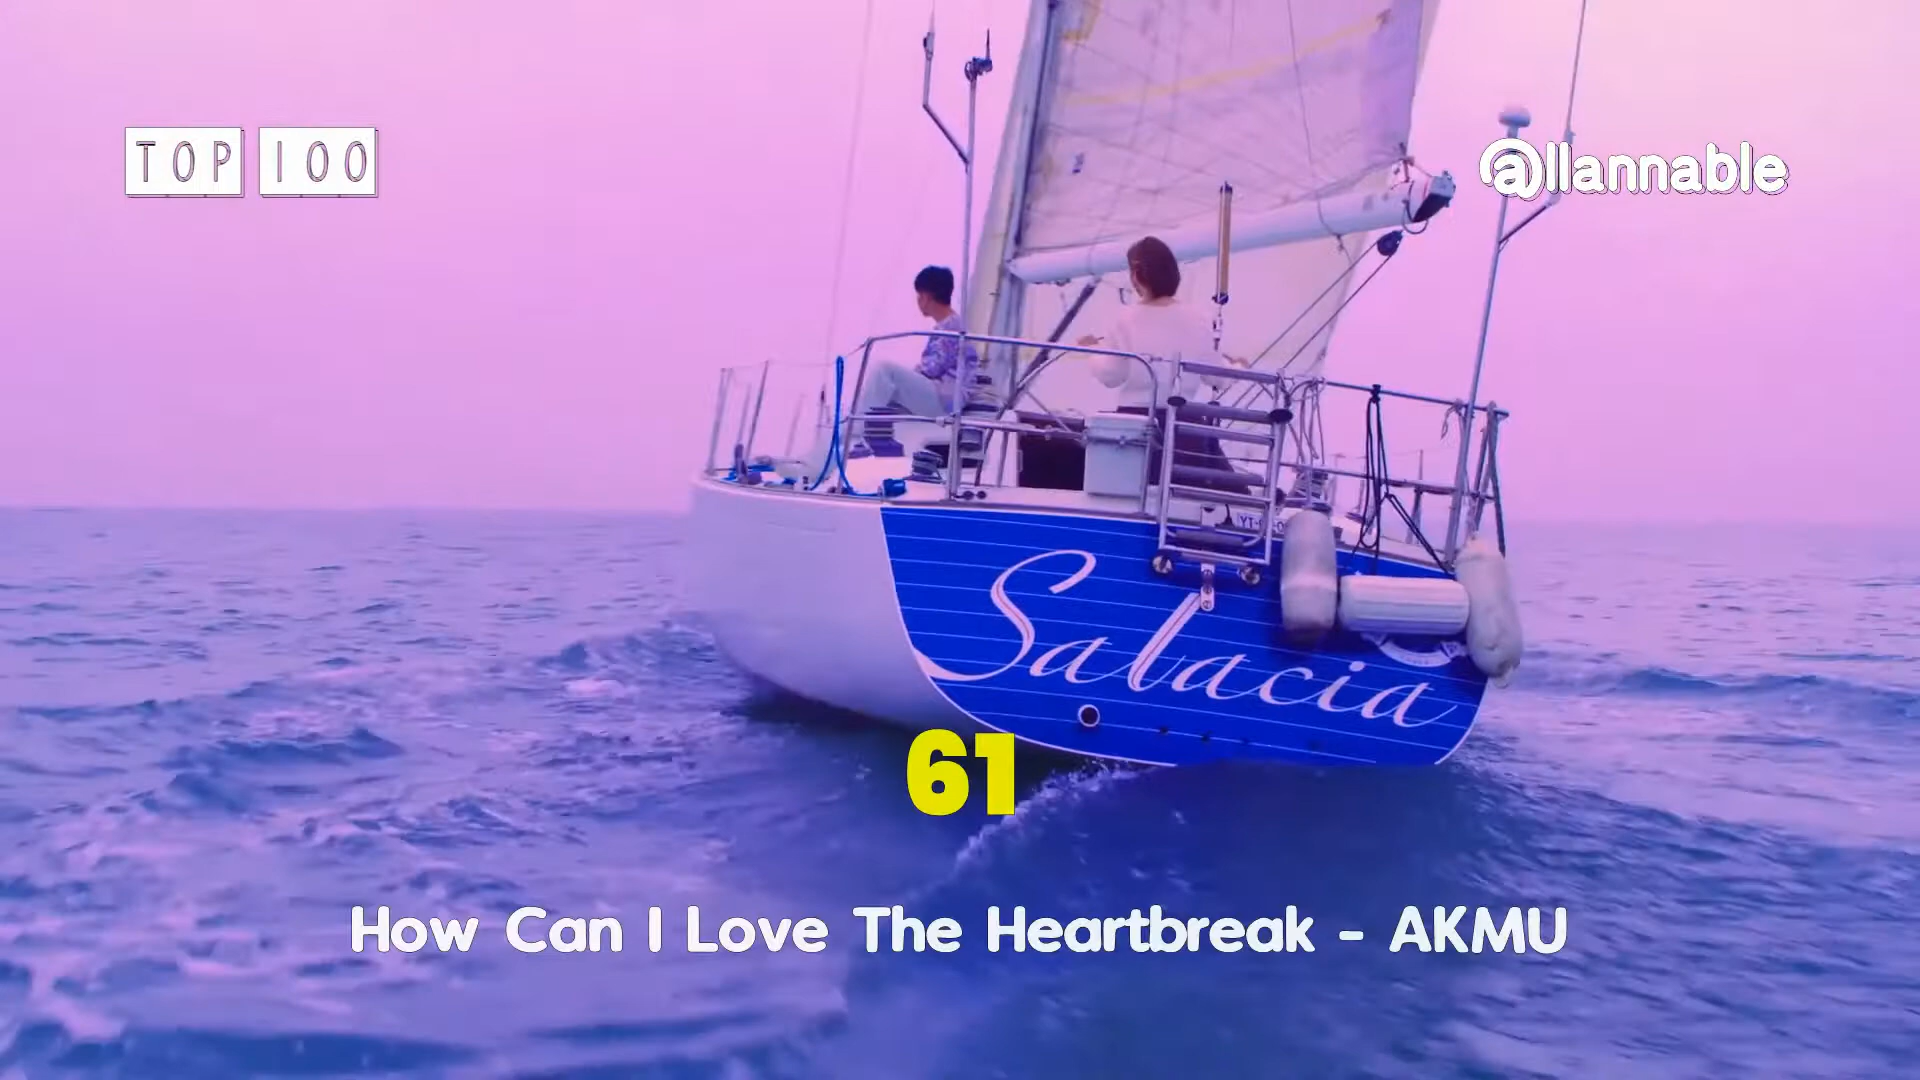 TOP 100
@llannable
Salacia
61
How Can I Love The Heartbreak - AKMU